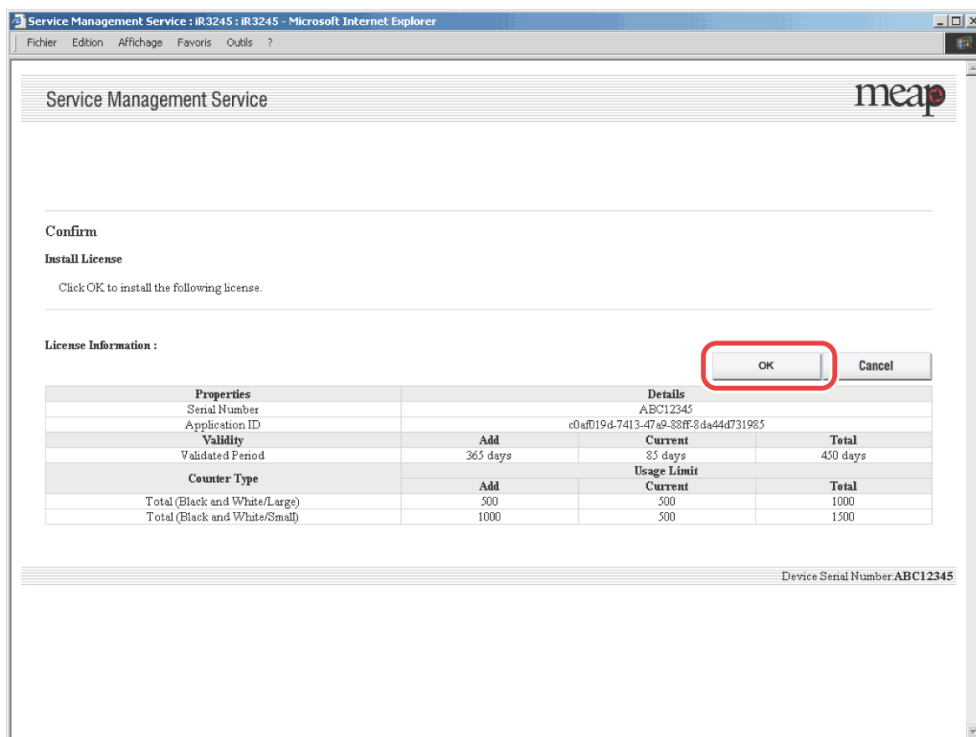 Service Management Service : iR3245 : iR3245 - Microsoft Internet Explorer
Fichier Edition Affichage Favoris Outils ?
Service Management Service
meap
Confirm
Install License
Click OK to install the following license.
License Information :
OK Cancel
Properties Details
Serial Number ABC12345
Application ID c0af019d-7413-47a9-88ff-8da44d731985
Validity Add Current Total
Validated Period 365 days 85 days 450 days
Counter Type Usage Limit
Add Current Total
Total (Black and White/Large) 500 500 1000
Total (Black and White/Small) 1000 500 1500
Device Serial Number:ABC12345